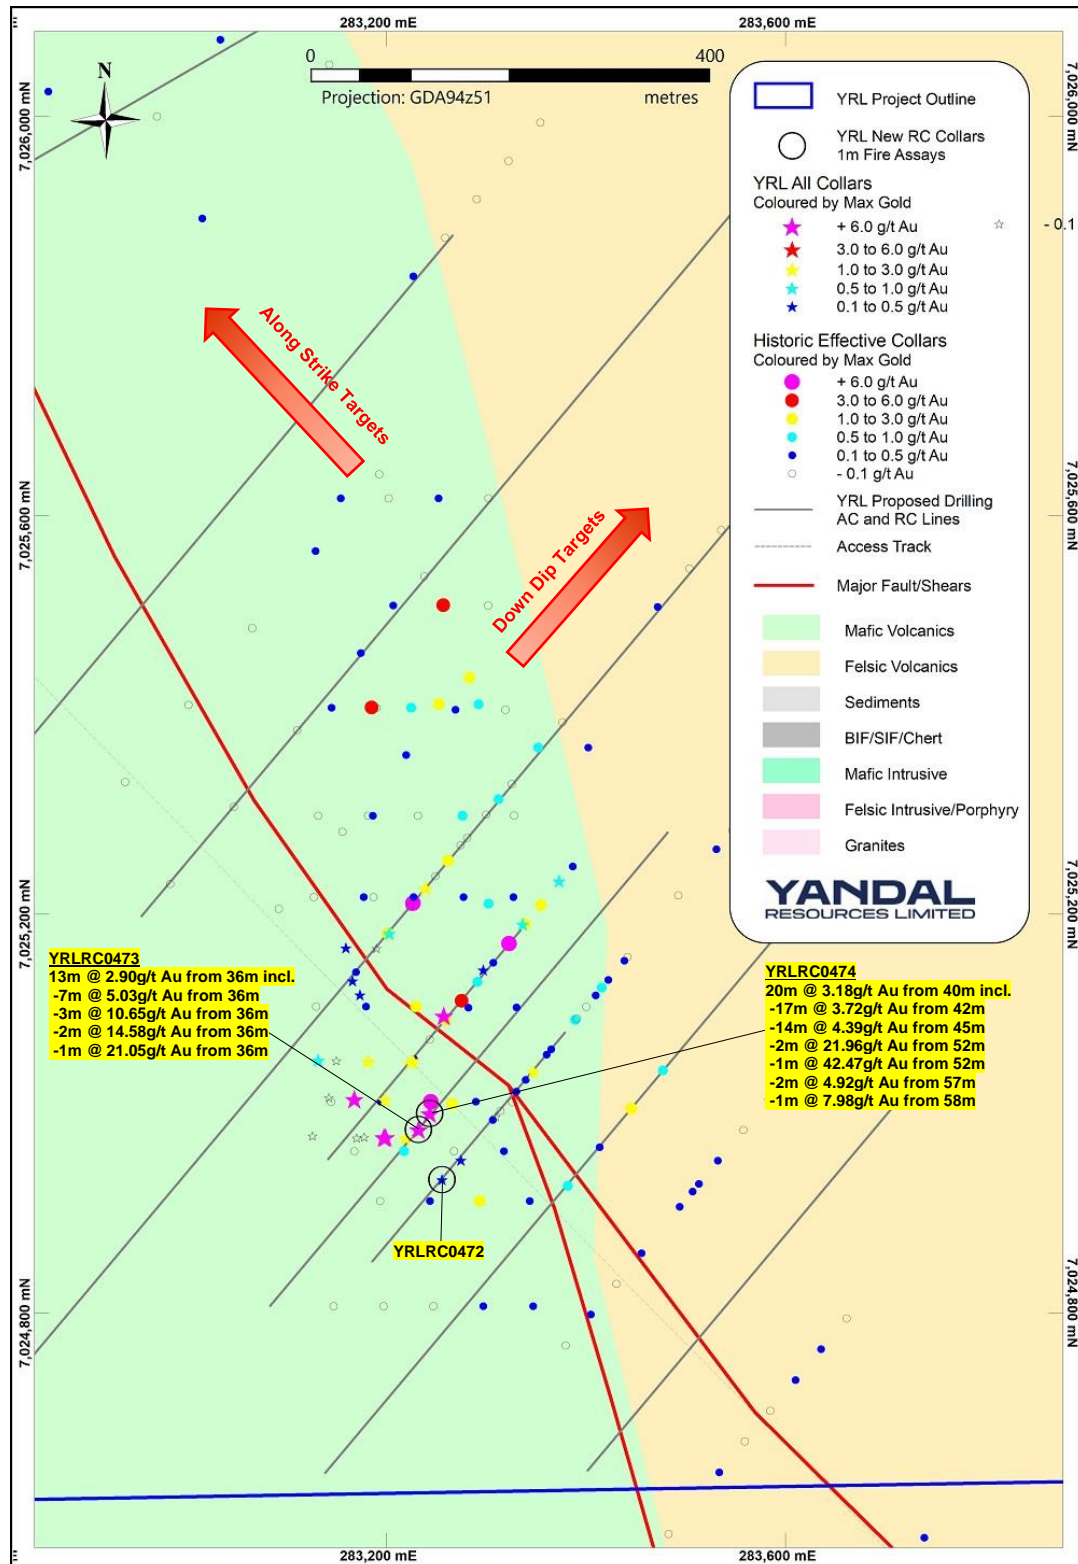 283,200 mE
283,600 mE
0
400
Projection: GDA94z51
metres
N
7,026,000 mN
7,026,000 mN
YRL Project Outline
YRL New RC Collars
1m Fire Assays
YRL All Collars
Coloured by Max Gold
+ 6.0 g/t Au
- 0.1
3.0 to 6.0 g/t Au
1.0 to 3.0 g/t Au
0.5 to 1.0 g/t Au
0.1 to 0.5 g/t Au
Historic Effective Collars
Coloured by Max Gold
+ 6.0 g/t Au
3.0 to 6.0 g/t Au
1.0 to 3.0 g/t Au
0.5 to 1.0 g/t Au
0.1 to 0.5 g/t Au
- 0.1 g/t Au
YRL Proposed Drilling
AC and RC Lines
Access Track
Major Fault/Shears
Mafic Volcanics
Felsic Volcanics
Sediments
BIF/SIF/Chert
Mafic Intrusive
Felsic Intrusive/Porphyry
Granites
YANDAL
RESOURCES LIMITED
Along Strike Targets
Down Dip Targets
7,025,600 mN
7,025,600 mN
7,025,200 mN
7,025,200 mN
YRLRC0473
13m @ 2.90g/t Au from 36m incl.
-7m @ 5.03g/t Au from 36m
-3m @ 10.65g/t Au from 36m
-2m @ 14.58g/t Au from 36m
-1m @ 21.05g/t Au from 36m
YRLRC0474
20m @ 3.18g/t Au from 40m incl.
-17m @ 3.72g/t Au from 42m
-14m @ 4.39g/t Au from 45m
-2m @ 21.96g/t Au from 52m
-1m @ 42.47g/t Au from 52m
-2m @ 4.92g/t Au from 57m
-1m @ 7.98g/t Au from 58m
YRLRC0472
7,024,800 mN
7,024,800 mN
283,200 mE
283,600 mE